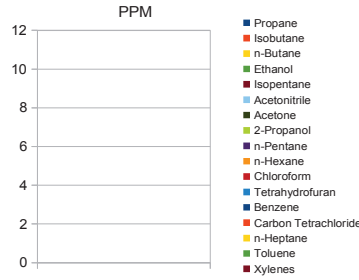 PPM
12
10
8
6
4
2
0
Propane
Isobutane
n-Butane
Ethanol
Isopentane
Acetonitrile
Acetone
2-Propanol
n-Pentane
n-Hexane
Chloroform
Tetrahydrofuran
Benzene
Carbon Tetrachloride
n-Heptane
Toluene
Xylenes